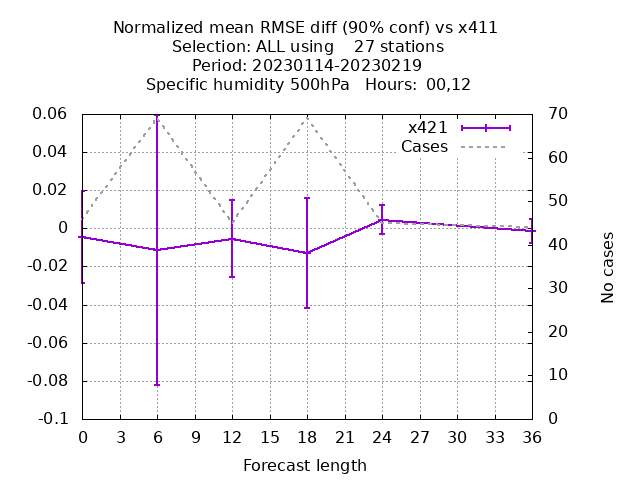 Normalized mean RMSE diff (90% conf) vs x411
Selection: ALL using    27 stations
Period: 20230114-20230219
Specific humidity 500hPa   Hours: 00,12
x421
Cases
0.06
0.04
0.02
0
-0.02
-0.04
-0.06
-0.08
-0.1
70
60
50
40
30
20
10
0
No cases
0 3 6 9 12 15 18 21 24 27 30 33 36
Forecast length